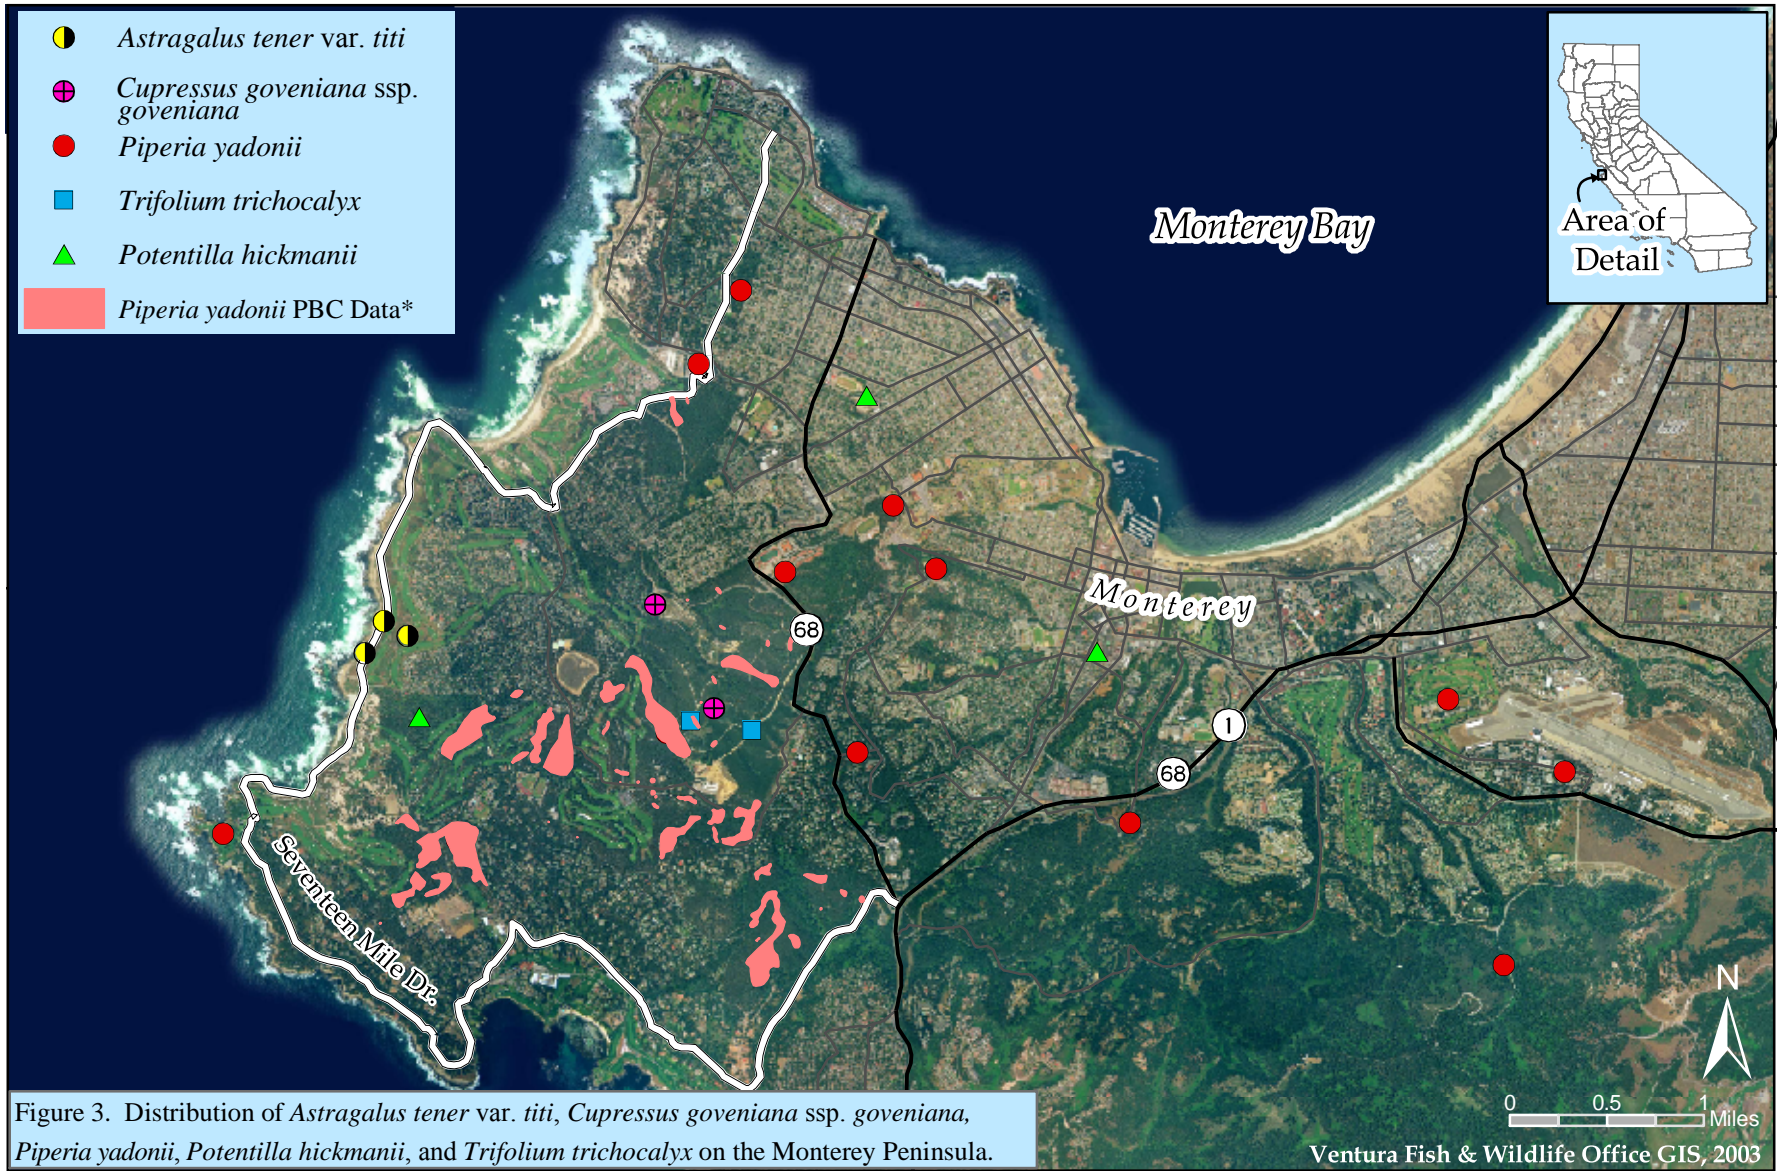 Astragalus tener var. titi
Cupressus goveniana ssp.
goveniana
Piperia yadonii
Trifolium trichocalyx
Potentilla hickmanii
Piperia yadonii PBC Data*
Monterey Bay
Area of
Detail
Monterey
68
1
68
Seventeen Mile Dr.
N
0 0.5 1
Miles
Ventura Fish & Wildlife Office GIS, 2003
Figure 3. Distribution of Astragalus tener var. titi, Cupressus goveniana ssp. goveniana,
Piperia yadonii, Potentilla hickmanii, and Trifolium trichocalyx on the Monterey Peninsula.